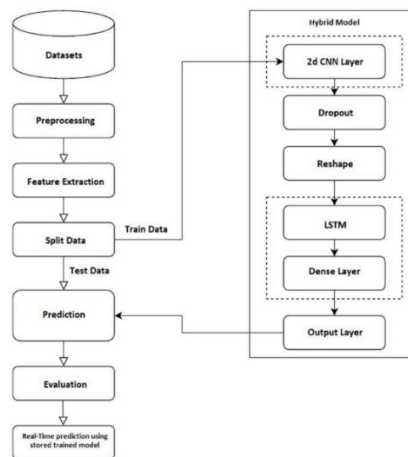 Datasets
Preprocessing
Feature Extraction
Split Data
Train Data
Test Data
Prediction
Evaluation
Real-Time prediction using
stored trained model
Hybrid Model
2d CNN Layer
Dropout
Reshape
LSTM
Dense Layer
Output Layer